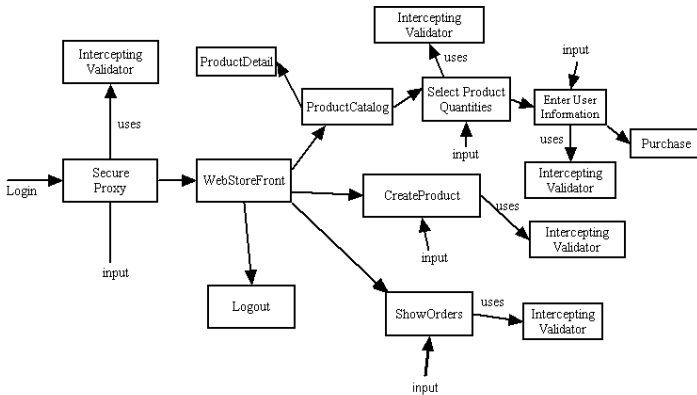 Intercepting
Validator
input
Intercepting
Validator
uses
ProductDetail
ProductCatalog
Select Product
Quantities
Enter User
Information
uses
uses
Purchase
input
Login
Secure
Proxy
WebStoreFront
Intercepting
Validator
CreateProduct
uses
Intercepting
Validator
input
input
Logout
ShowOrders
uses
Intercepting
Validator
input